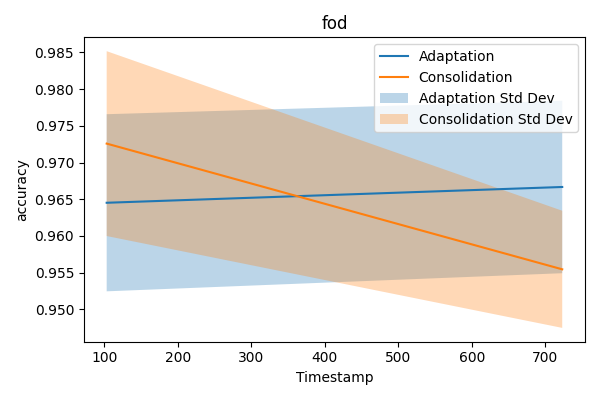 fod
Adaptation
Consolidation
Adaptation Std Dev
Consolidation Std Dev
accuracy
0.985
0.980
0.975
0.970
0.965
0.960
0.955
0.950
100 200 300 400 500 600 700
Timestamp